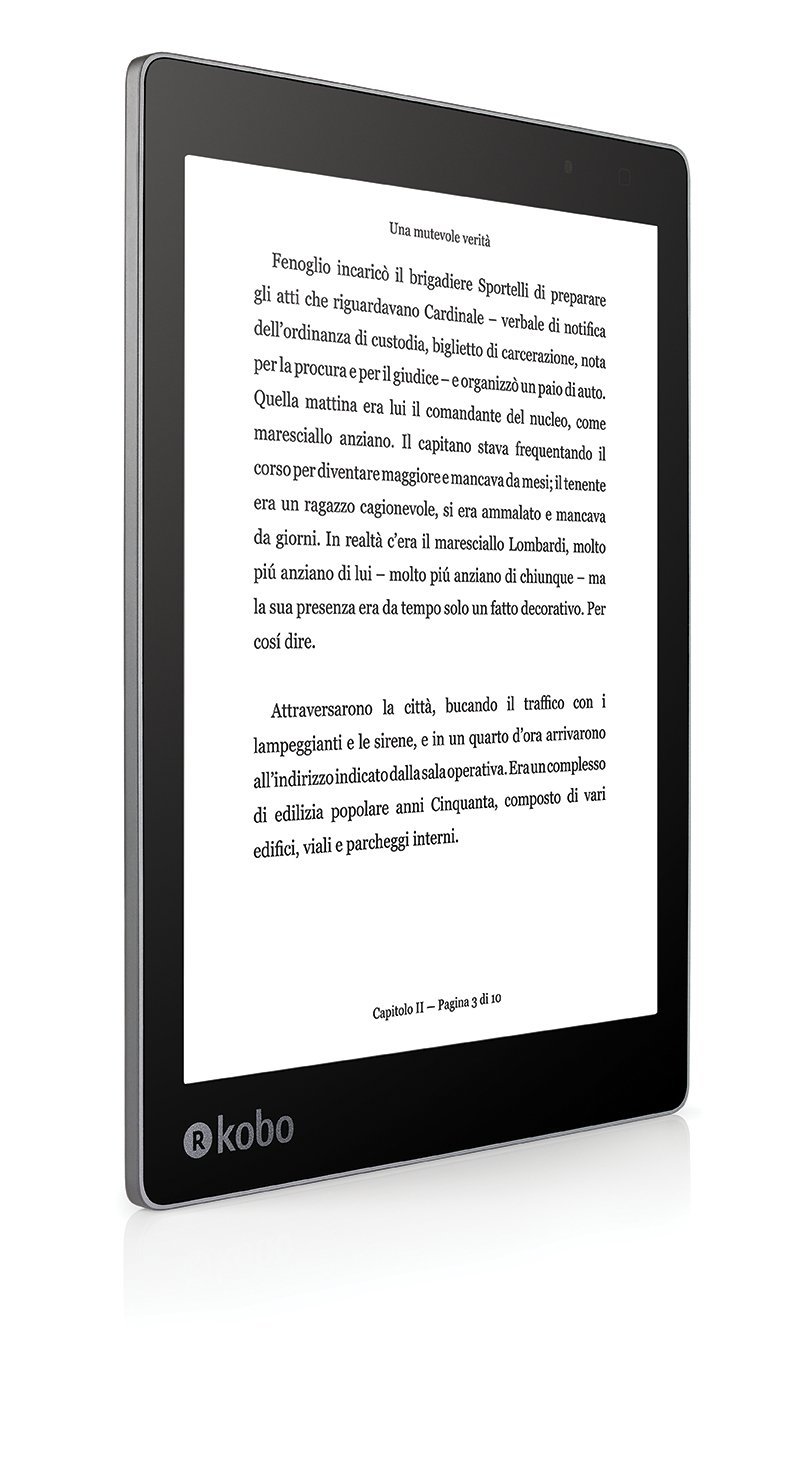 Una mutevole verità
Fenoglio incaricò il brigadiere Sportelli di preparare
gli atti che riguardavano Cardinale – verbale di notifica
dell’ordinanza di custodia, biglietto di carcerazione, nota
per la procura e per il giudice – e organizzò un paio di auto.
Quella mattina era lui il comandante del nucleo, come
maresciallo anziano. Il capitano stava frequentando il
corso per diventare maggiore e mancava da mesi; il tenente
era un ragazzo cagionevole, si era ammalato e mancava
da giorni. In realtà c’era il maresciallo Lombardi, molto
piú anziano di lui – molto piú anziano di chiunque – ma
la sua presenza era da tempo solo un fatto decorativo. Per
cosí dire.
Attraversarono la città, bucando il traffico con i
lampeggianti e le sirene, e in un quarto d’ora arrivarono
all’indirizzo indicato dalla sala operativa. Era un complesso
di edilizia popolare anni Cinquanta, composto di vari
edifici, viali e parcheggi interni.
Capitolo II — Pagina 3 di 10
R kobo